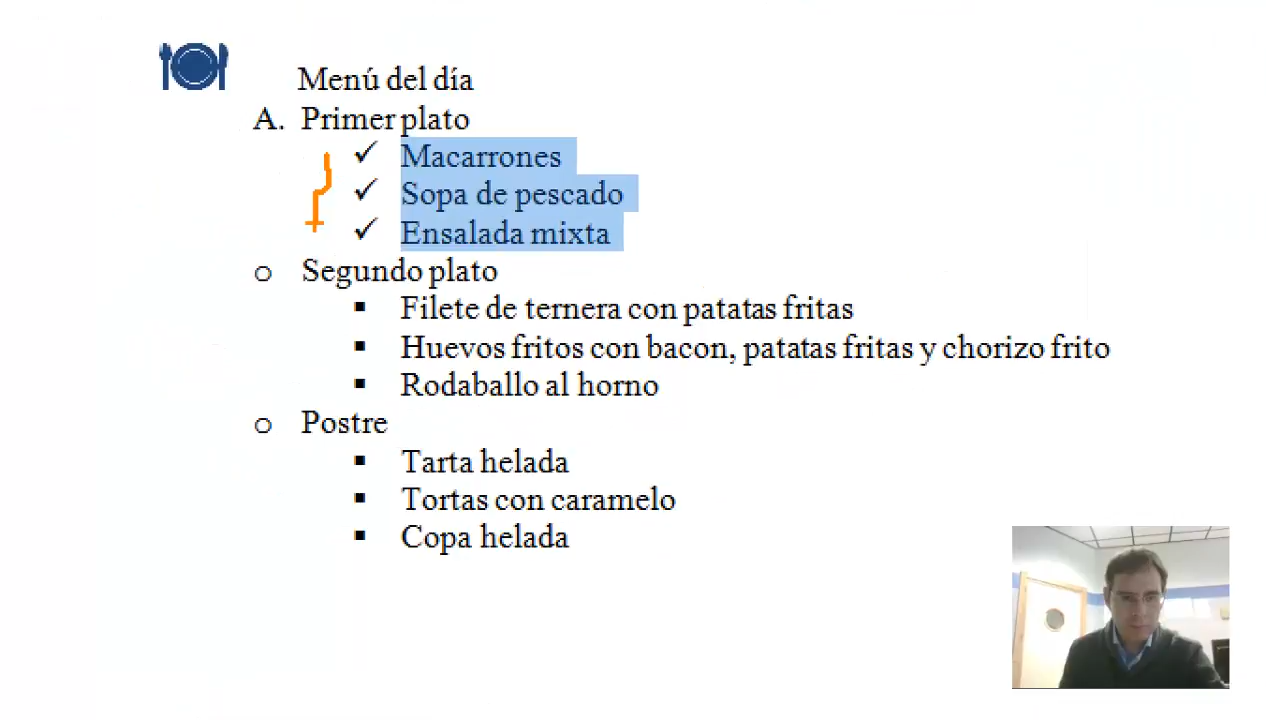 Menú del día
A. Primer plato
✓ Macarrones
✓ Sopa de pescado
✓ Ensalada mixta
o Segundo plato
▪ Filete de ternera con patatas fritas
▪ Huevos fritos con bacon, patatas fritas y chorizo frito
▪ Rodaballo al horno
o Postre
▪ Tarta helada
▪ Tortas con caramelo
▪ Copa helada